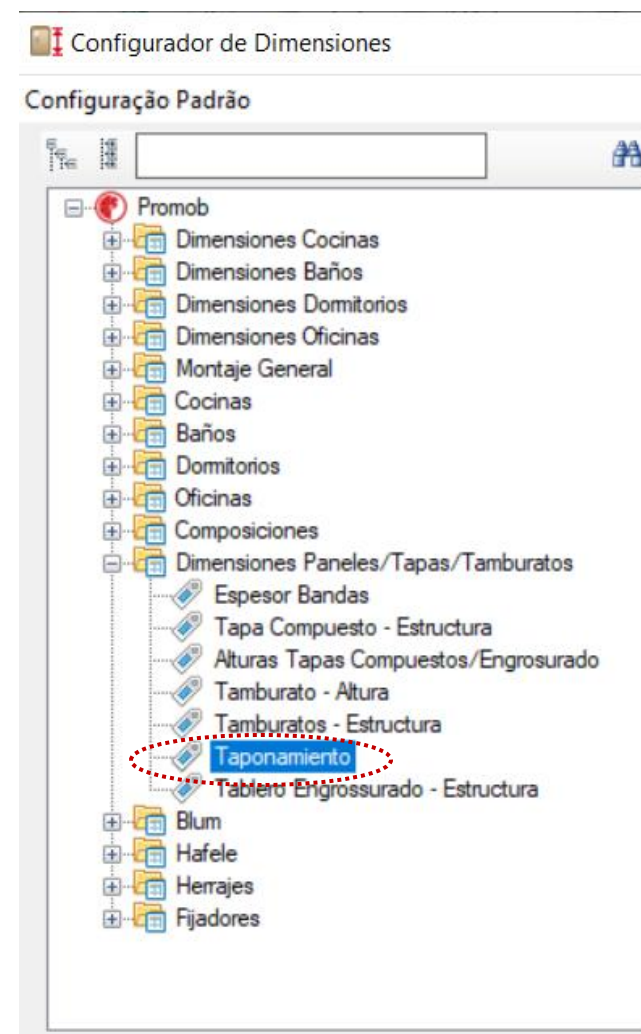 Configurador de Dimensiones
Configuração Padrão
Promob
Dimensiones Cocinas
Dimensiones Baños
Dimensiones Dormitorios
Dimensiones Oficinas
Montaje General
Cocinas
Baños
Dormitorios
Oficinas
Composiciones
Dimensiones Paneles/Tapas/Tamburatos
Espesor Bandas
Tapa Compuesto - Estructura
Alturas Tapas Compuestos/Engrosurado
Tamburato - Altura
Tamburatos - Estructura
Taponamiento
Tablero Engrossurado - Estructura
Blum
Hafele
Herrajes
Fijadores